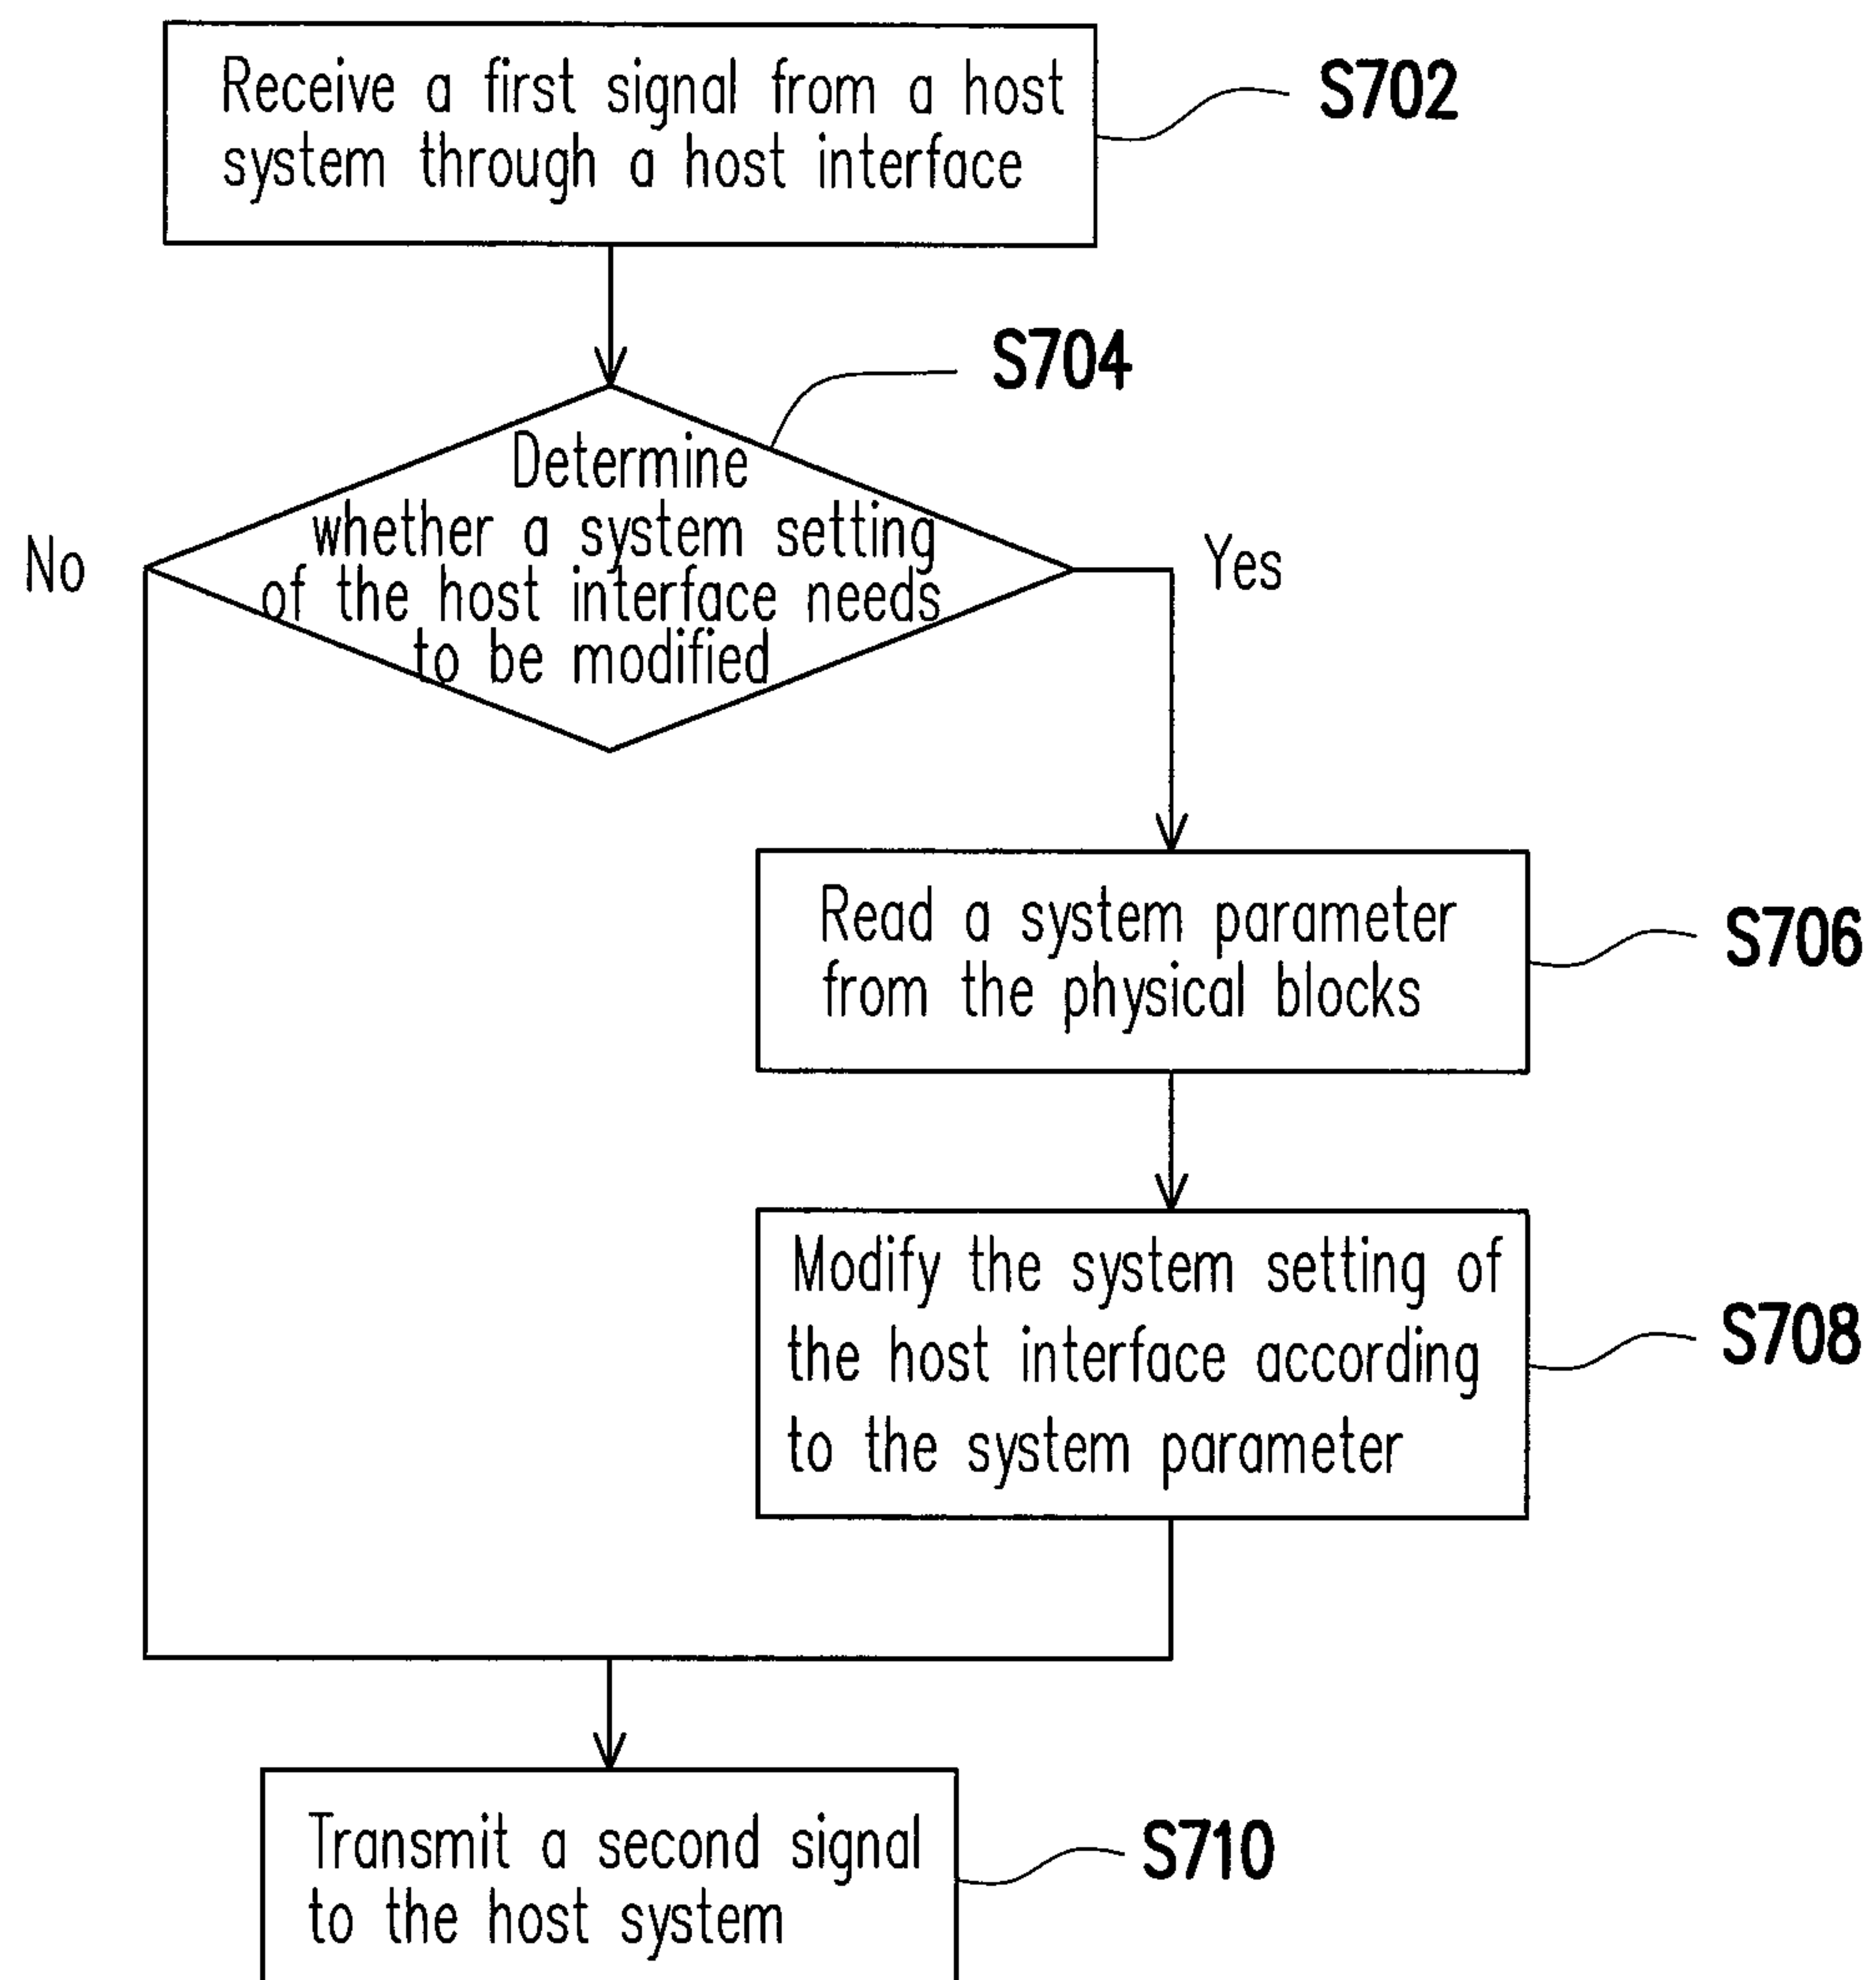 Receive a first signal from a host
system through a host interface
S702
S704
Determine
whether a system setting
of the host interface needs
to be modified
No
Yes
Read a system parameter
from the physical blocks
S706
Modify the system setting of
the host interface according
to the system parameter
S708
Transmit a second signal
to the host system
S710